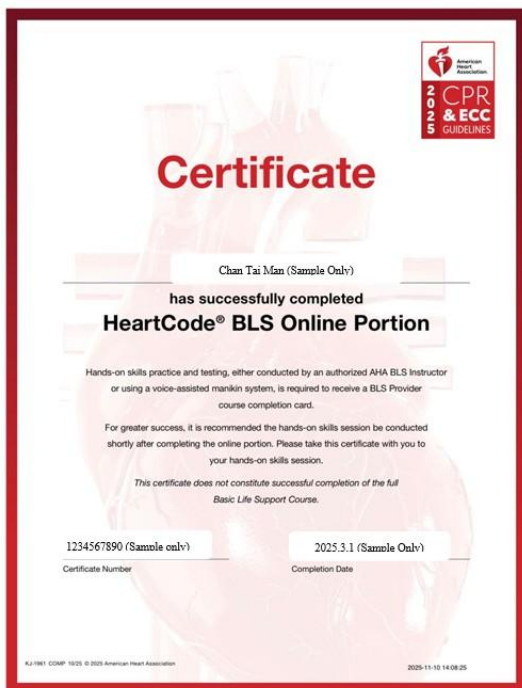 American
Heart
Association.
2025
CPR
& ECC
GUIDELINES
Certificate
Chan Tai Man (Sample Only)
has successfully completed
HeartCode® BLS Online Portion
Hands-on skills practice and testing, either conducted by an authorized AHA BLS Instructor
or using a voice-assisted manikin system, is required to receive a BLS Provider
course completion card.
For greater success, it is recommended the hands-on skills session be conducted
shortly after completing the online portion. Please take this certificate with you to
your hands-on skills session.
This certificate does not constitute successful completion of the full
Basic Life Support Course.
1234567890 (Sample only)
2025.3.1 (Sample Only)
Certificate Number
Completion Date
KJ-1961 COMP 10/25 © 2025 American Heart Association
2025-11-10 14:08:25